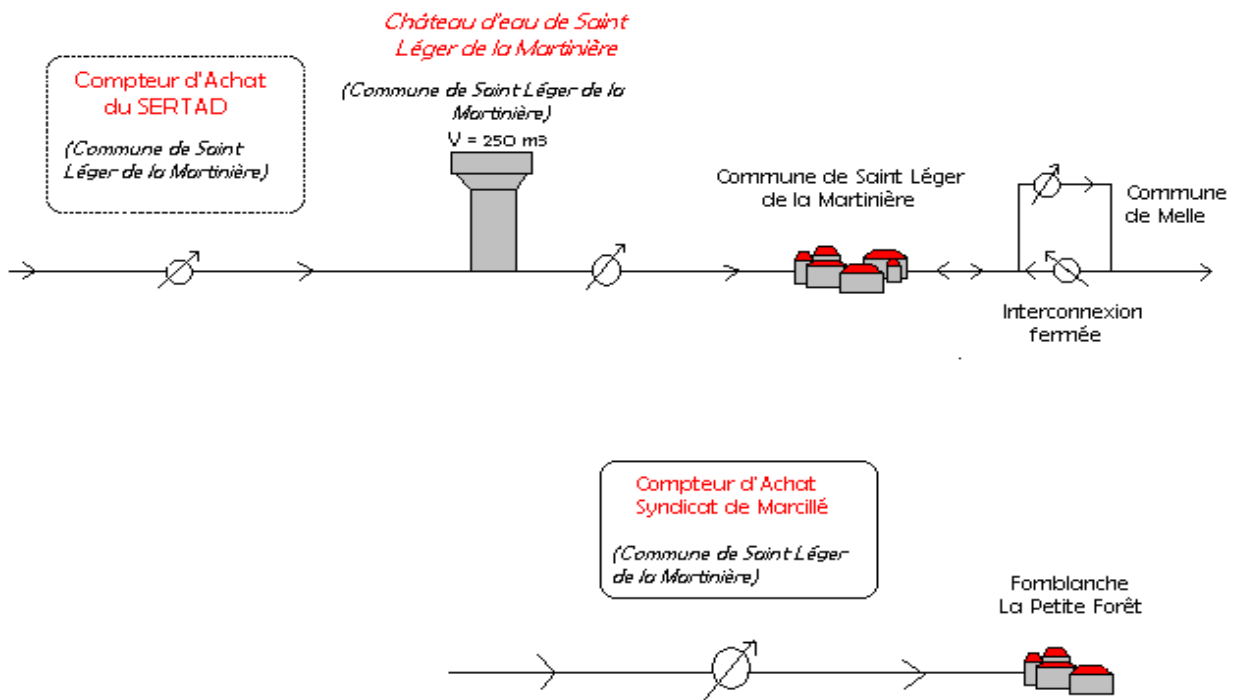 Château d'eau de Saint
Léger de la Martinière
(Commune de Saint Léger de la
Martinière)
V = 250 m3
Compteur d'Achat
du SERTAD
(Commune de Saint
Léger de la Martinière)
Commune de Saint Léger
de la Martinière
Commune
de Melle
Interconnexion
fermée
Compteur d'Achat
Syndicat de Marcillé
(Commune de Saint Léger
de la Martinière)
Fomblanche
La Petite Forêt